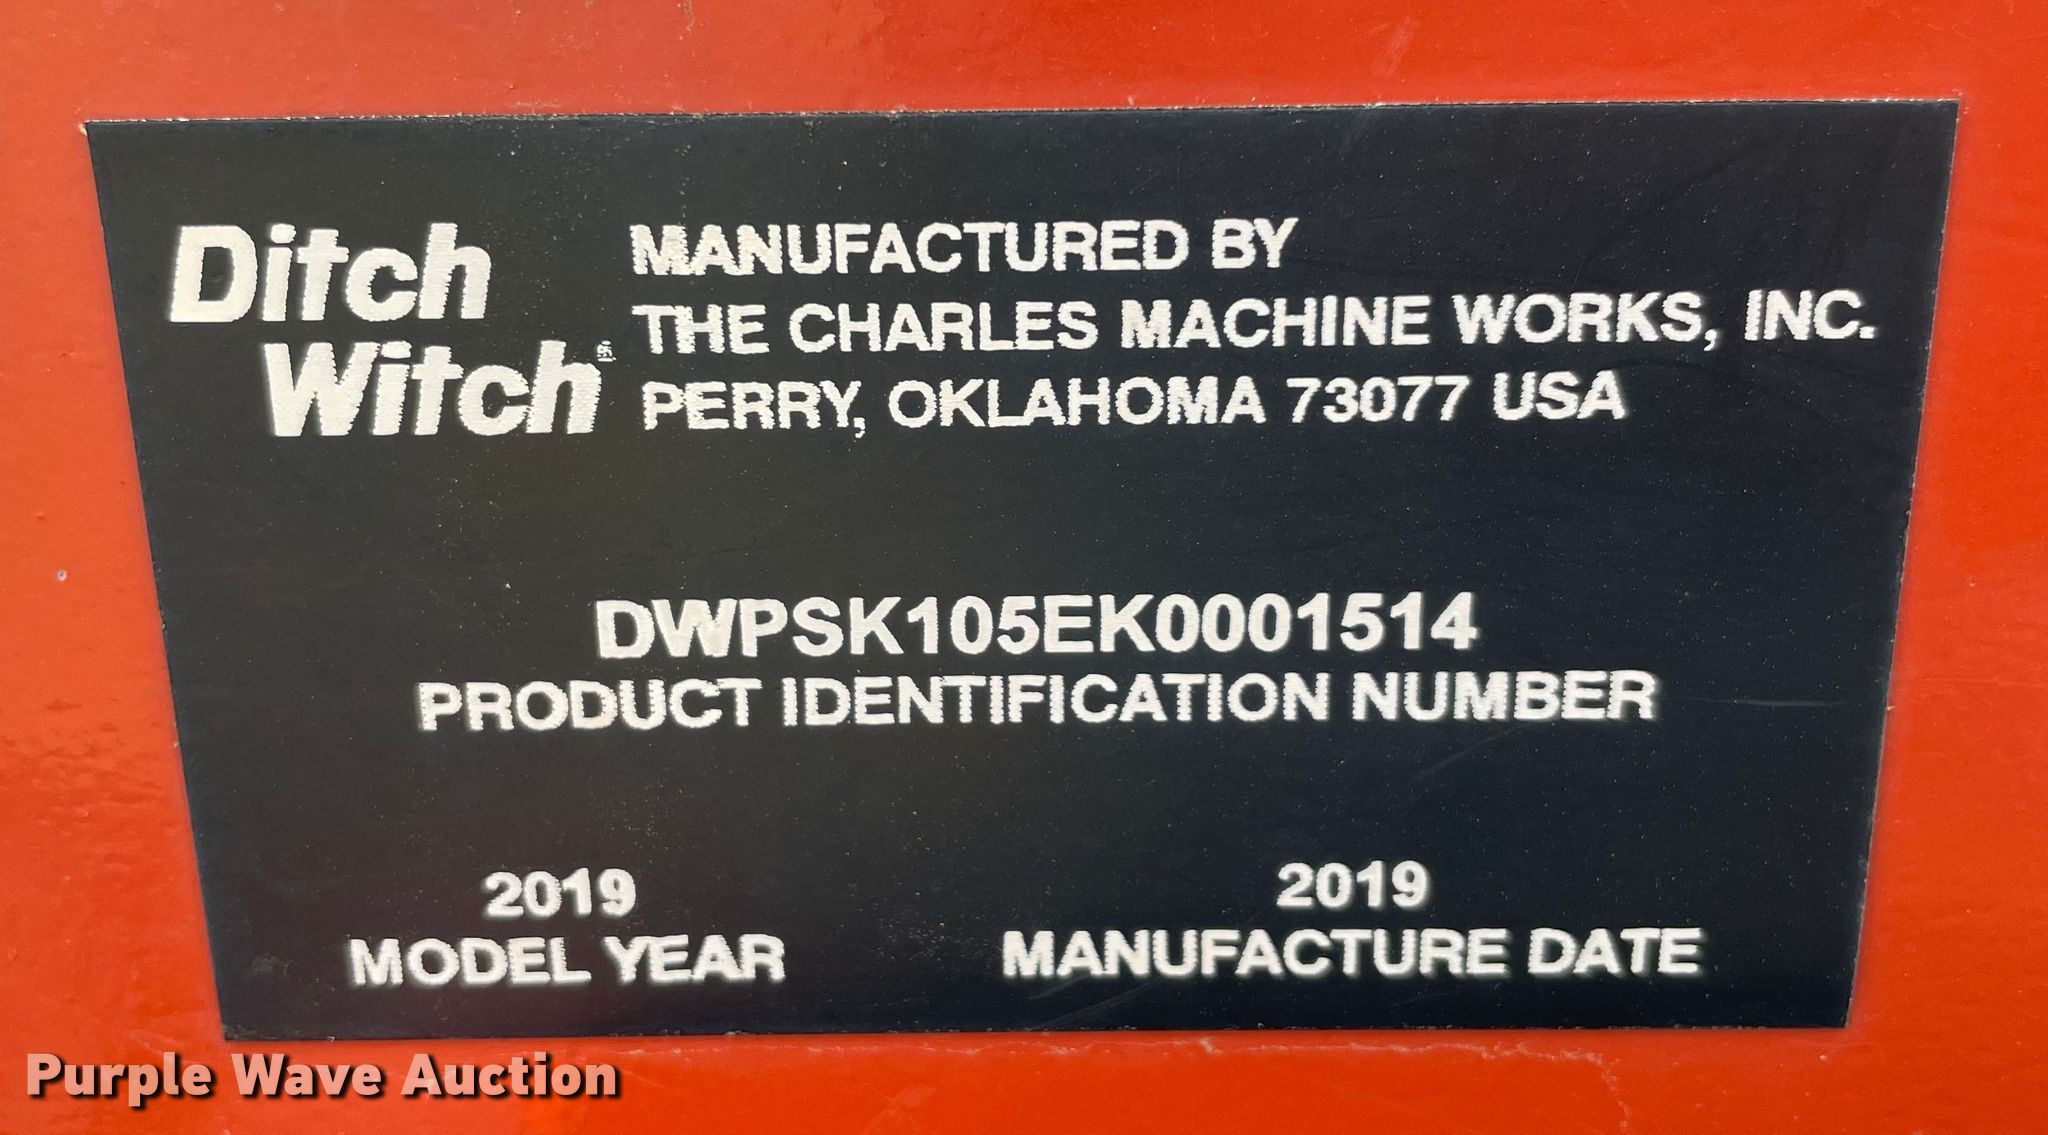 Ditch
Witch®
MANUFACTURED BY
THE CHARLES MACHINE WORKS, INC.
PERRY, OKLAHOMA 73077 USA
DWPSK105EK0001514
PRODUCT IDENTIFICATION NUMBER
2019
MODEL YEAR
2019
MANUFACTURE DATE
Purple Wave Auction